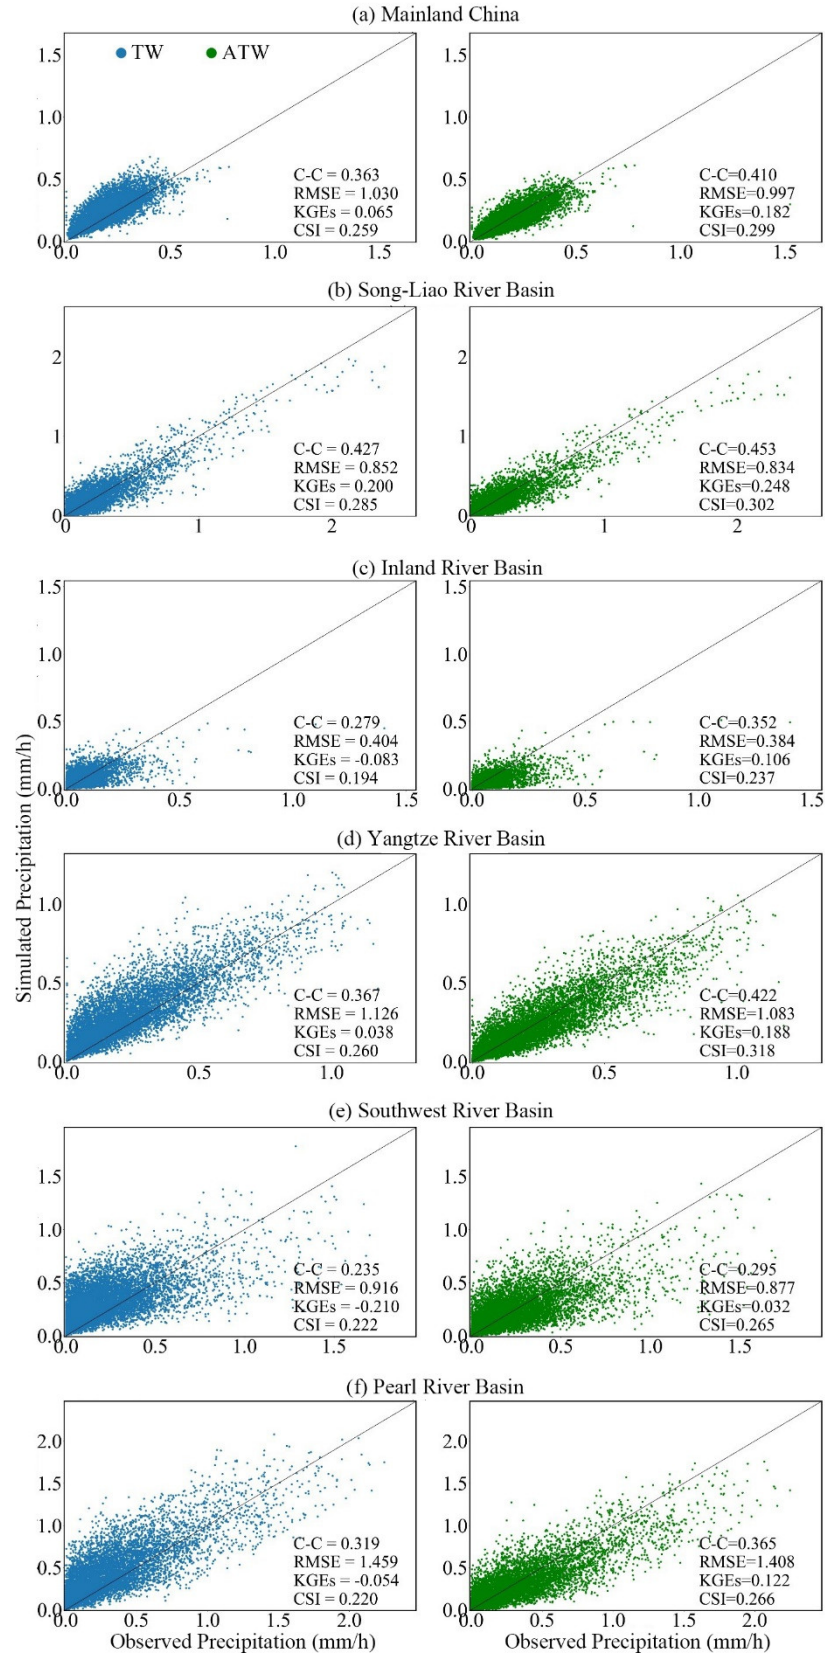 (a) Mainland China
TW
ATW
1.5
1.0
0.5
0.0
0.0 0.5 1.0 1.5
C-C = 0.363
RMSE = 1.030
KGEs = 0.065
CSI = 0.259
1.5
1.0
0.5
0.0
0.0 0.5 1.0 1.5
C-C=0.410
RMSE=0.997
KGEs=0.182
CSI=0.299
(b) Song-Liao River Basin
2
1
0
0 1 2
C-C = 0.427
RMSE = 0.852
KGEs = 0.200
CSI = 0.285
2
1
0
0 1 2
C-C=0.453
RMSE=0.834
KGEs=0.248
CSI=0.302
(c) Inland River Basin
1.5
1.0
0.5
0.0
0.0 0.5 1.0 1.5
C-C = 0.279
RMSE = 0.404
KGEs = -0.083
CSI = 0.194
1.5
1.0
0.5
0.0
0.0 0.5 1.0 1.5
C-C=0.352
RMSE=0.384
KGEs=0.106
CSI=0.237
Simulated Precipitation (mm/h)
(d) Yangtze River Basin
1.0
0.5
0.0
0.0 0.5 1.0
C-C = 0.367
RMSE = 1.126
KGEs = 0.038
CSI = 0.260
1.0
0.5
0.0
0.0 0.5 1.0
C-C=0.422
RMSE=1.083
KGEs=0.188
CSI=0.318
(e) Southwest River Basin
1.5
1.0
0.5
0.0
0.0 0.5 1.0 1.5
C-C = 0.235
RMSE = 0.916
KGEs = -0.210
CSI = 0.222
1.5
1.0
0.5
0.0
0.0 0.5 1.0 1.5
C-C=0.295
RMSE=0.877
KGEs=0.032
CSI=0.265
(f) Pearl River Basin
2.0
1.5
1.0
0.5
0.0
0.0 0.5 1.0 1.5 2.0
C-C = 0.319
RMSE = 1.459
KGEs = -0.054
CSI = 0.220
2.0
1.5
1.0
0.5
0.0
0.0 0.5 1.0 1.5 2.0
C-C=0.365
RMSE=1.408
KGEs=0.122
CSI=0.266
Observed Precipitation (mm/h)
Observed Precipitation (mm/h)